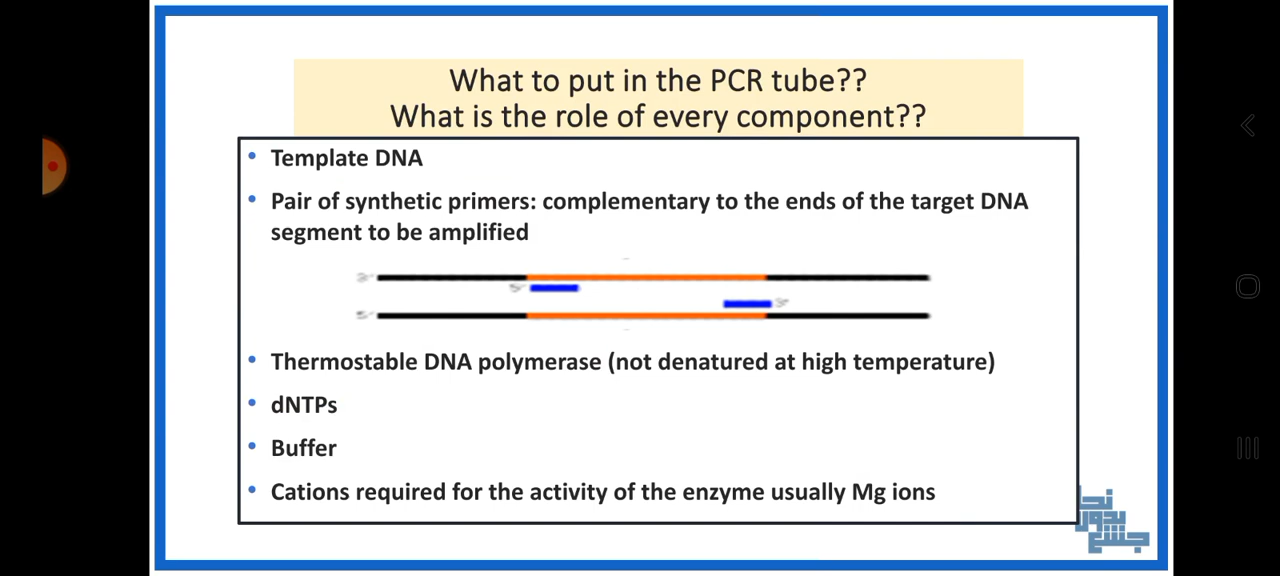 What to put in the PCR tube??
What is the role of every component??
• Template DNA
• Pair of synthetic primers: complementary to the ends of the target DNA
segment to be amplified
3'
5'
3'
5'
• Thermostable DNA polymerase (not denatured at high temperature)
• dNTPs
• Buffer
• Cations required for the activity of the enzyme usually Mg ions